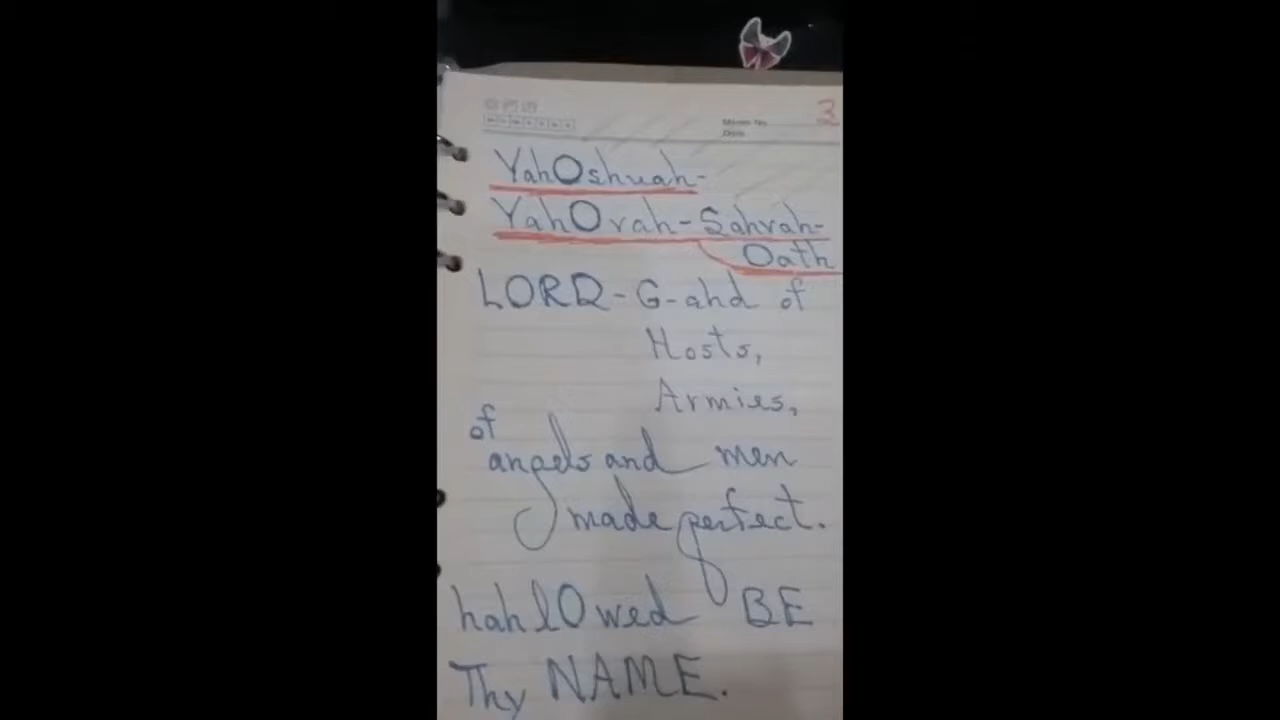 3
YahOshuah-
YahOvah-Sahvah-
Oath
LORD-G-ahd of
Hosts,
Armies,
of
angels and men
made perfect.
hahlOwed BE
Thy NAME.